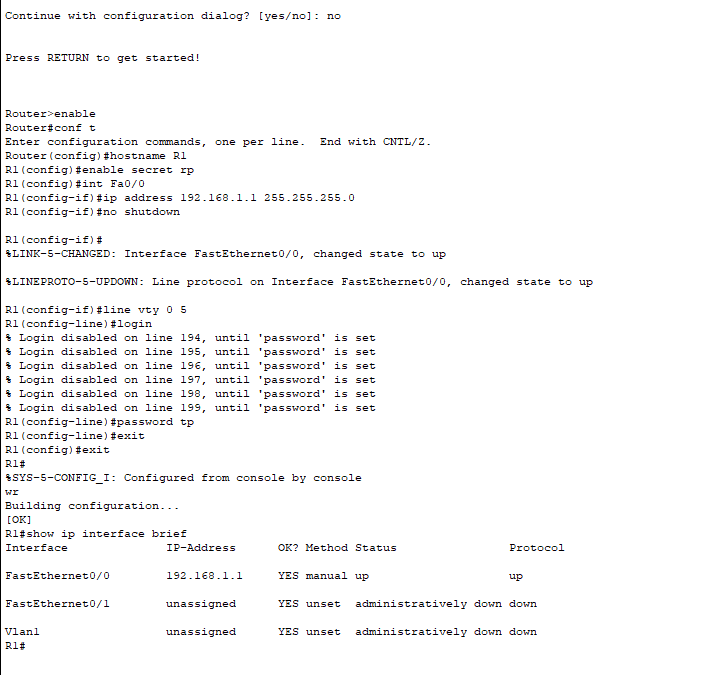 Continue with configuration dialog? [yes/no]: no
Press RETURN to get started!
Router>enable
Router#conf t
Enter configuration commands, one per line.  End with CNTL/Z.
Router(config)#hostname R1
R1(config)#enable secret rp
R1(config)#int Fa0/0
R1(config-if)#ip address 192.168.1.1 255.255.255.0
R1(config-if)#no shutdown
R1(config-if)#
%LINK-5-CHANGED: Interface FastEthernet0/0, changed state to up
%LINEPROTO-5-UPDOWN: Line protocol on Interface FastEthernet0/0, changed state to up
R1(config-if)#line vty 0 5
R1(config-line)#login
% Login disabled on line 194, until 'password' is set
% Login disabled on line 195, until 'password' is set
% Login disabled on line 196, until 'password' is set
% Login disabled on line 197, until 'password' is set
% Login disabled on line 198, until 'password' is set
% Login disabled on line 199, until 'password' is set
R1(config-line)#password tp
R1(config-line)#exit
R1(config)#exit
R1#
%SYS-5-CONFIG_I: Configured from console by console
wr
Building configuration...
[OK]
R1#show ip interface brief
Interface              IP-Address      OK? Method Status                Protocol
FastEthernet0/0        192.168.1.1     YES manual up                    up
FastEthernet0/1        unassigned      YES unset  administratively down down
Vlan1                  unassigned      YES unset  administratively down down
R1#